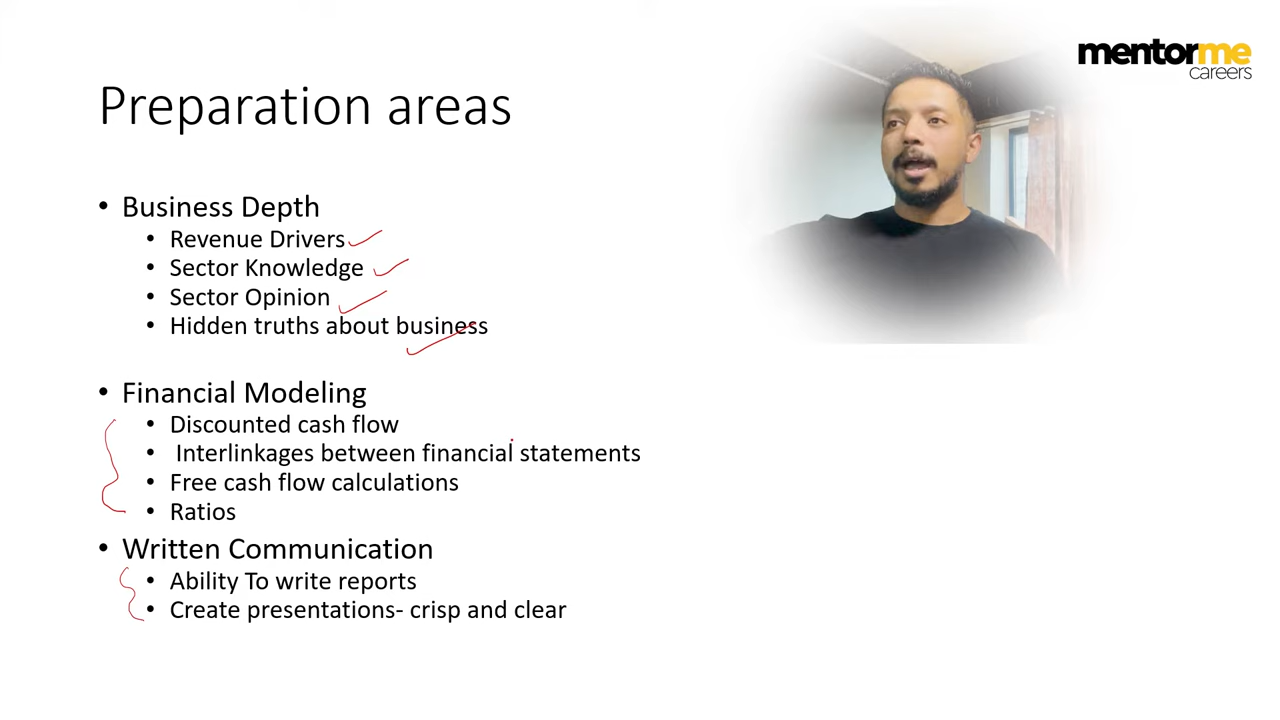 mentorme
careers
Preparation areas
• Business Depth
• Revenue Drivers
• Sector Knowledge
• Sector Opinion
• Hidden truths about business
• Financial Modeling
• Discounted cash flow
• Interlinkages between financial statements
• Free cash flow calculations
• Ratios
• Written Communication
• Ability To write reports
• Create presentations- crisp and clear